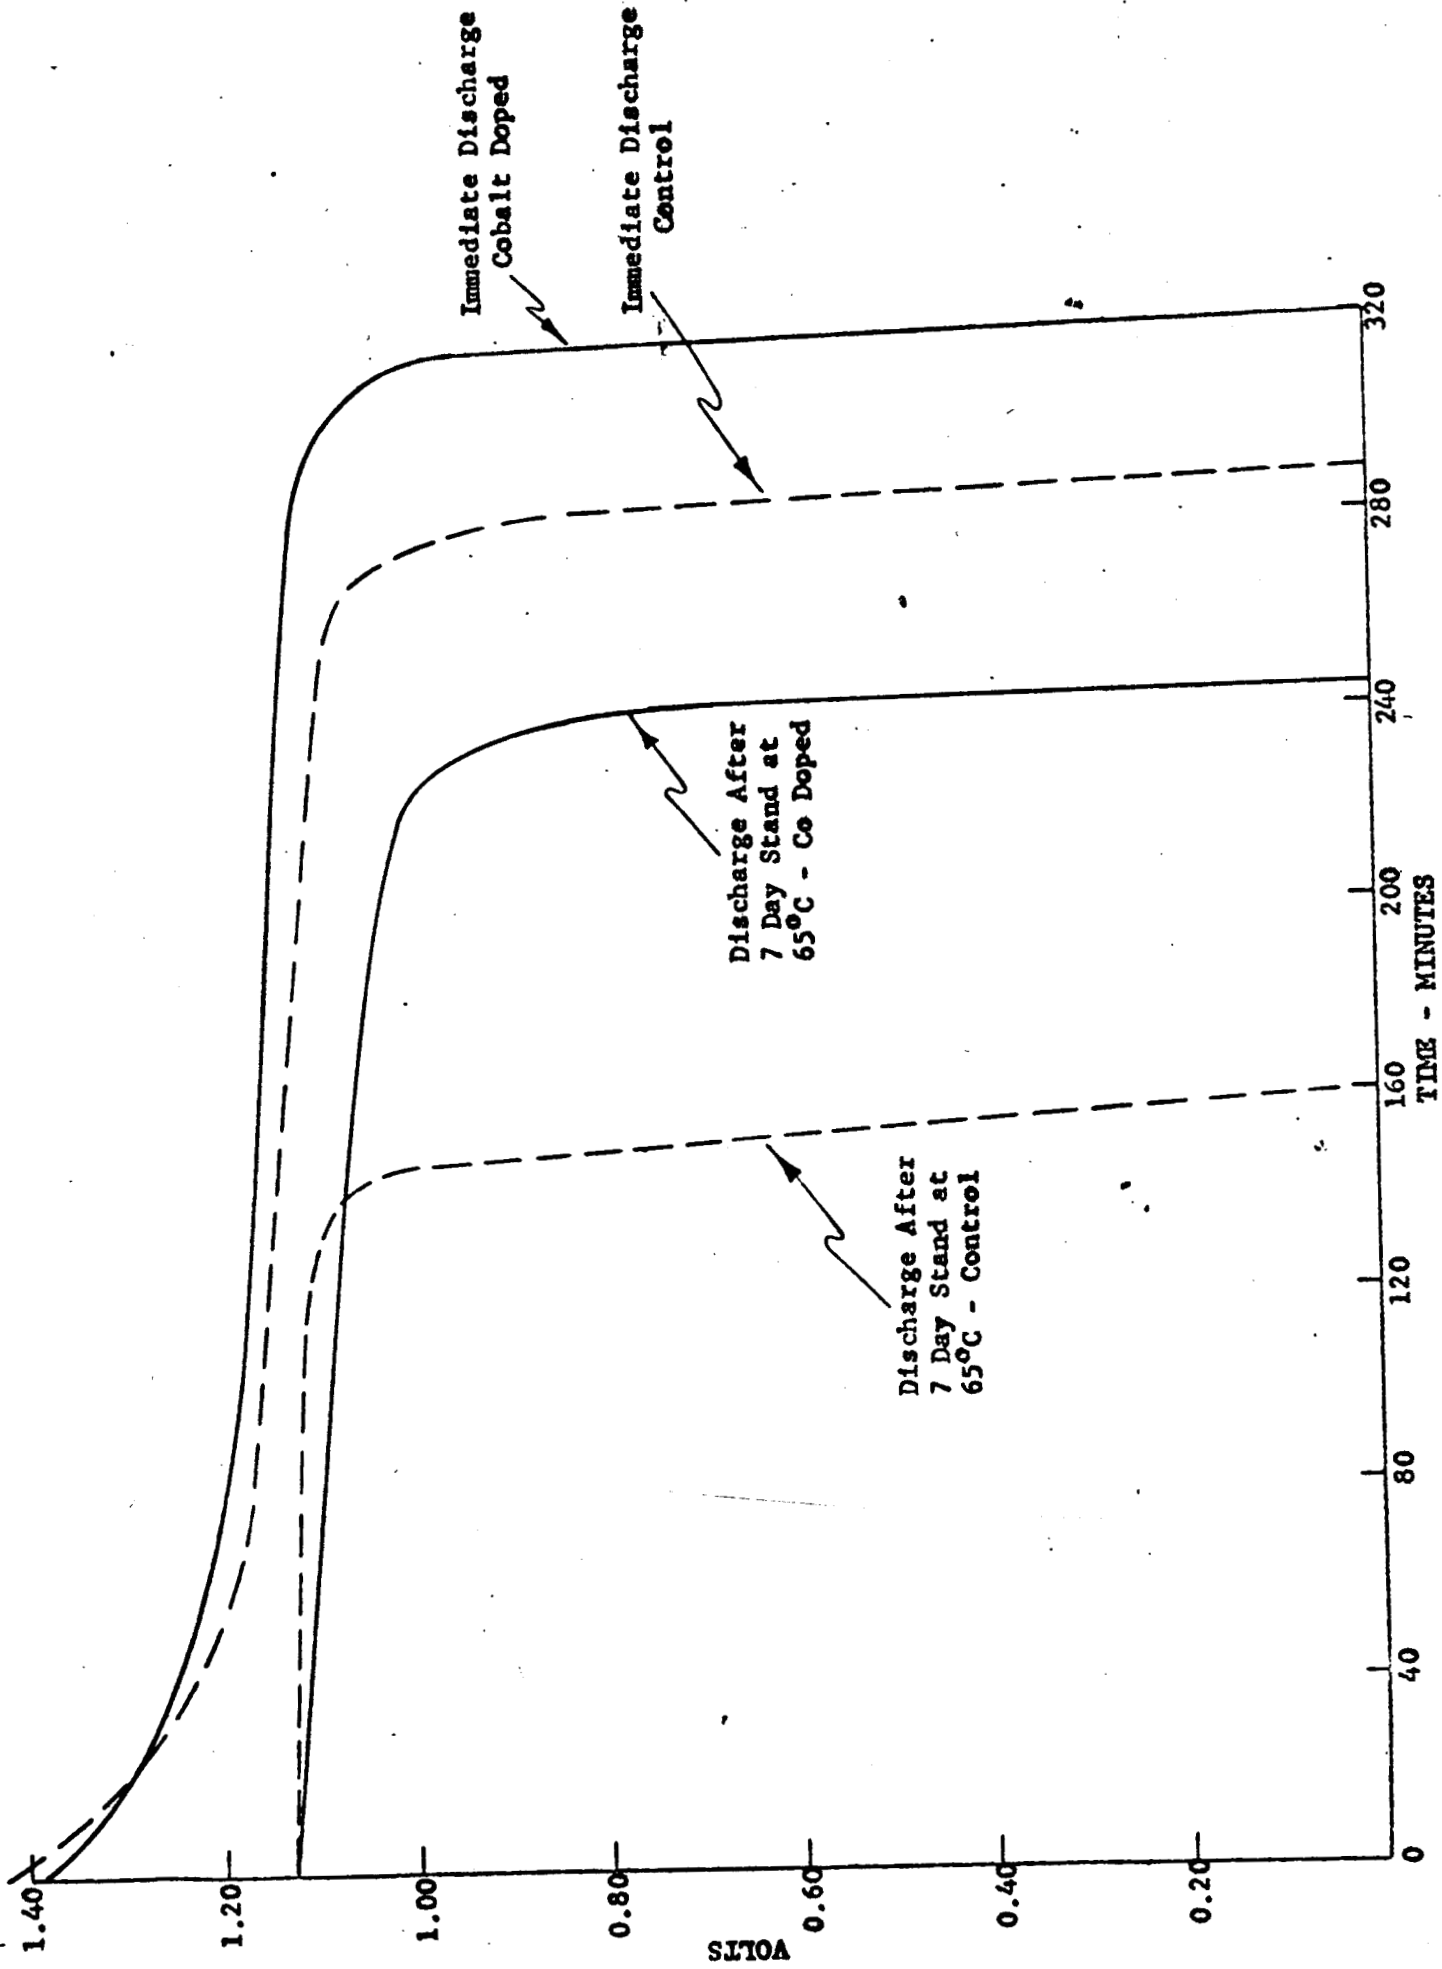 Immediate Discharge
Cobalt Doped
Immediate Discharge
Control
Discharge After
7 Day Stand at
65°C - Co Doped
Discharge After
7 Day Stand at
65°C - Control
VOLTS
1.40
1.20
1.00
0.80
0.60
0.40
0.20
0
40
80
120
160
200
240
280
320
TIME - MINUTES